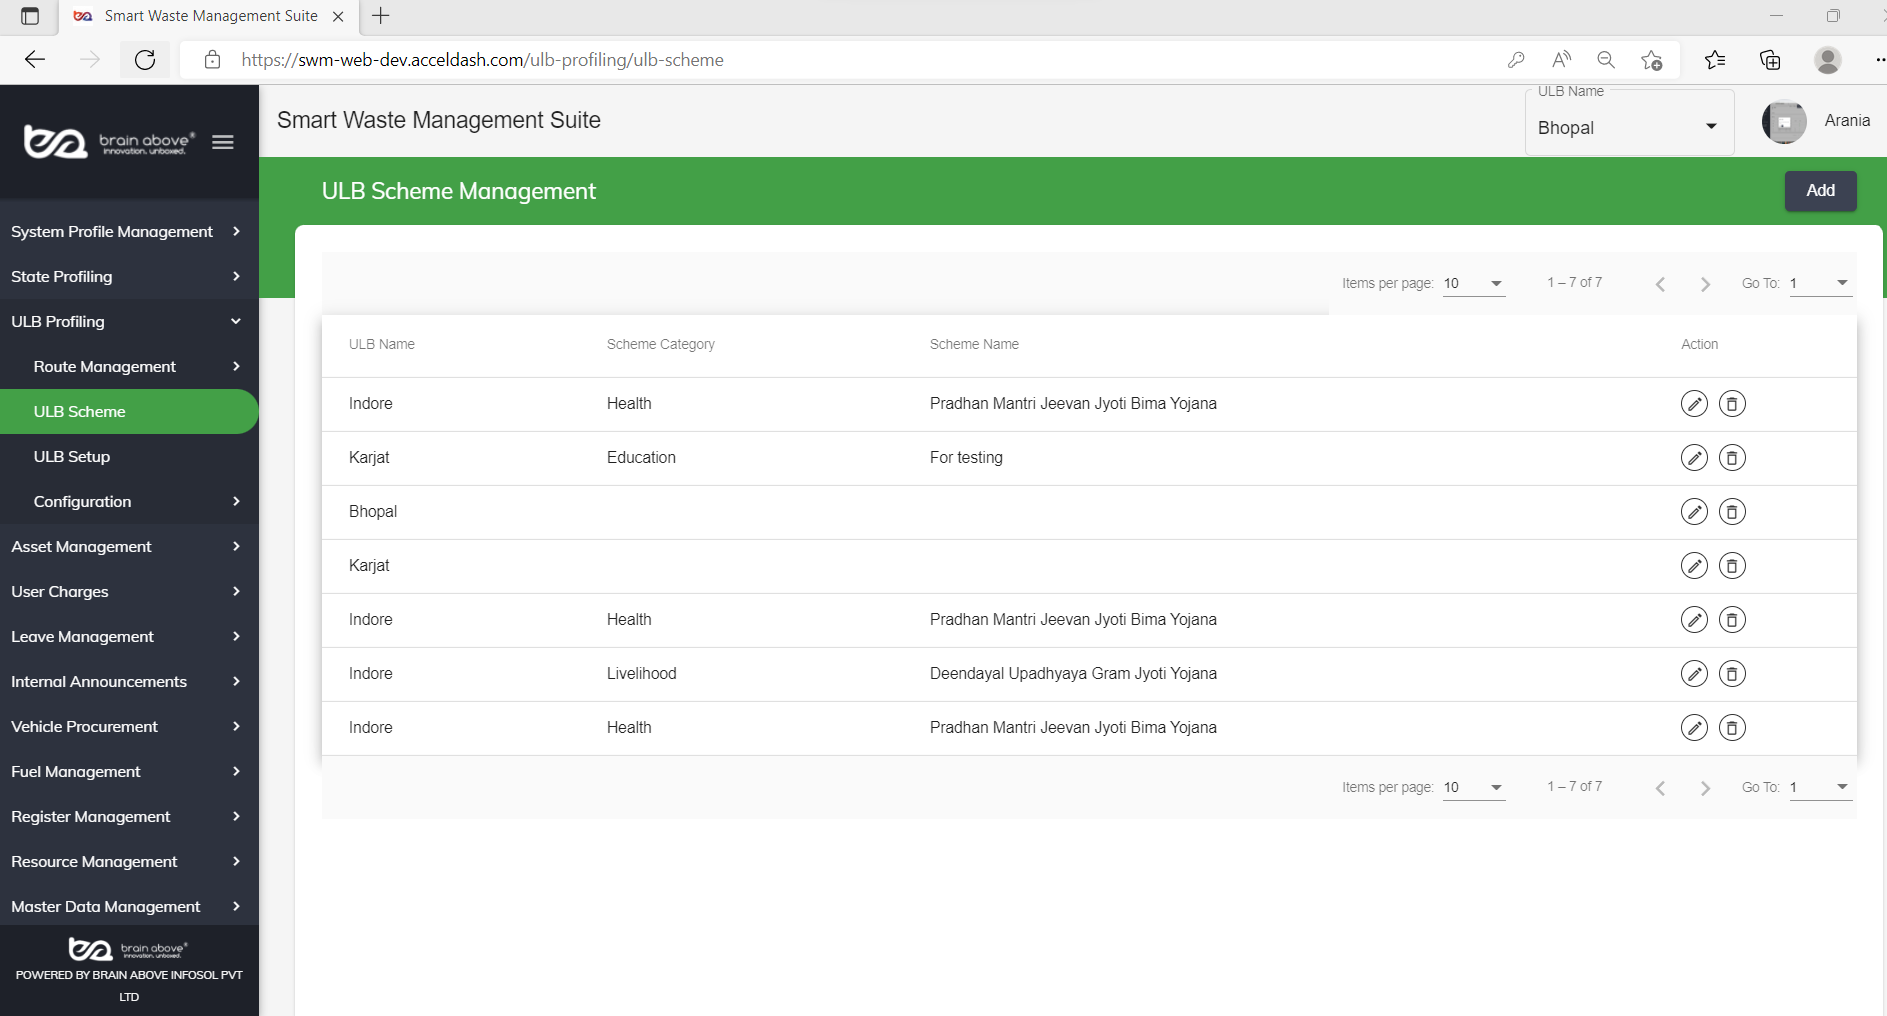 Smart Waste Management Suite
https://swm-web-dev.acceldash.com/ulb-profiling/ulb-scheme
brain above®
innovation. unboxed.
Smart Waste Management Suite
ULB Name
Bhopal
Arania
ULB Scheme Management
Add
System Profile Management
State Profiling
ULB Profiling
Route Management
ULB Scheme
ULB Setup
Configuration
Asset Management
User Charges
Leave Management
Internal Announcements
Vehicle Procurement
Fuel Management
Register Management
Resource Management
Master Data Management
brain above®
innovation. unboxed.
POWERED BY BRAIN ABOVE INFOSOL PVT
LTD
Items per page: 10 1 – 7 of 7 Go To: 1
ULB Name Scheme Category Scheme Name Action
Indore Health Pradhan Mantri Jeevan Jyoti Bima Yojana
Karjat Education For testing
Bhopal
Karjat
Indore Health Pradhan Mantri Jeevan Jyoti Bima Yojana
Indore Livelihood Deendayal Upadhyaya Gram Jyoti Yojana
Indore Health Pradhan Mantri Jeevan Jyoti Bima Yojana
Items per page: 10 1 – 7 of 7 Go To: 1